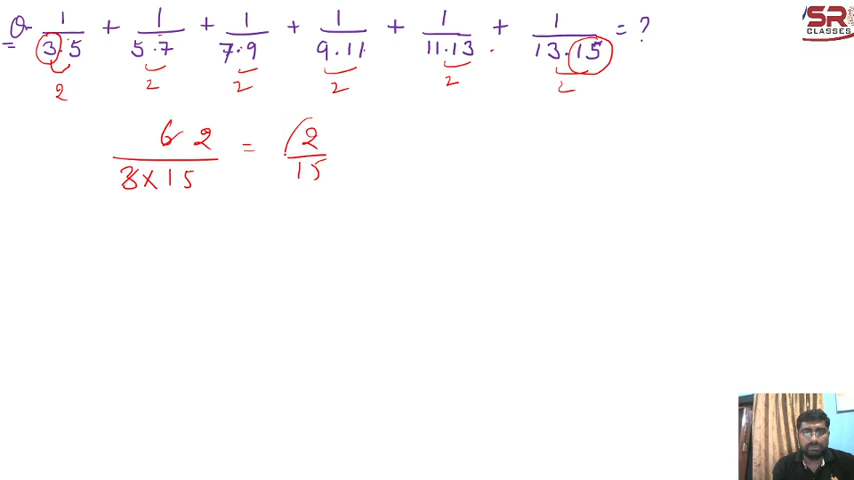 SR
CLASSES
Q 1/3·5 + 1/5·7 + 1/7·9 + 1/9·11 + 1/11·13 + 1/13·15 = ?
2 2 2 2 2 2
6 2 / 3×15 = 2/15